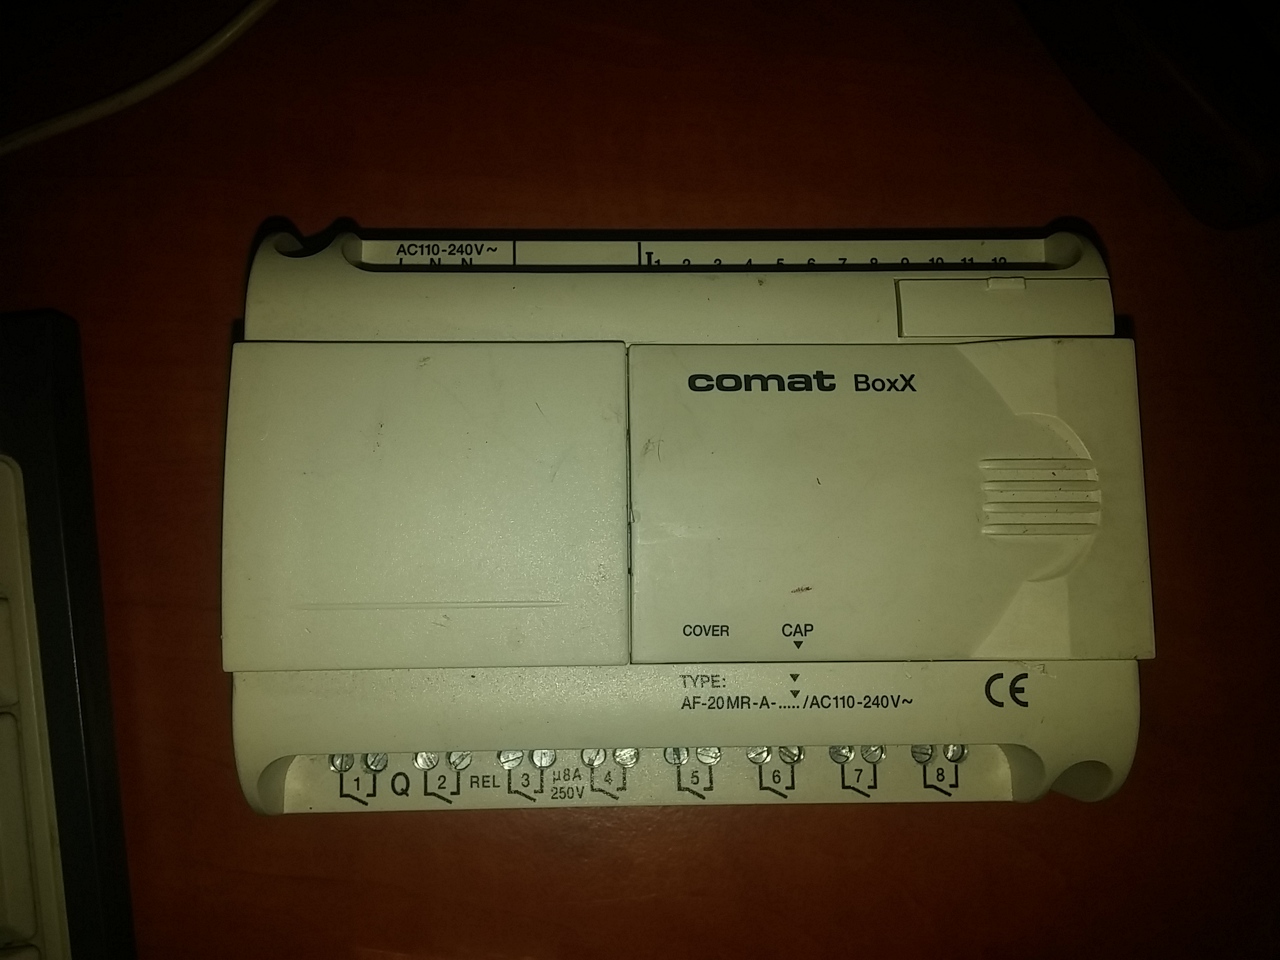 AC110-240V~
L N N
I1 2 3 4 5 6 7 8 9 10 11 12
comat BoxX
COVER CAP
TYPE:
AF-20MR-A-...../AC110-240V~
CE
1 Q 2 REL 3 µ8A 250V 4 5 6 7 8